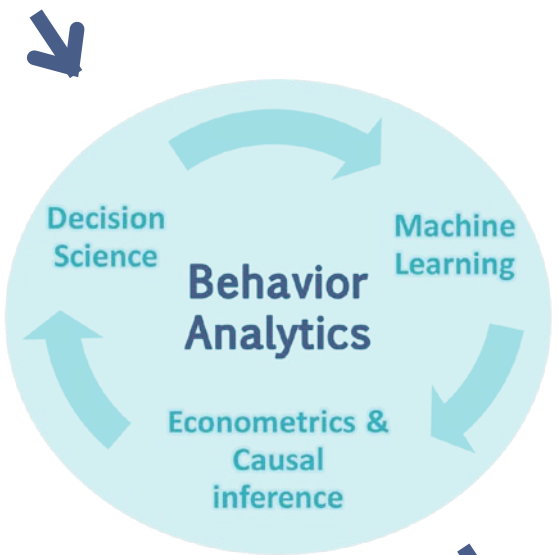 Decision
Science
Machine
Learning
Behavior
Analytics
Econometrics &
Causal
inference